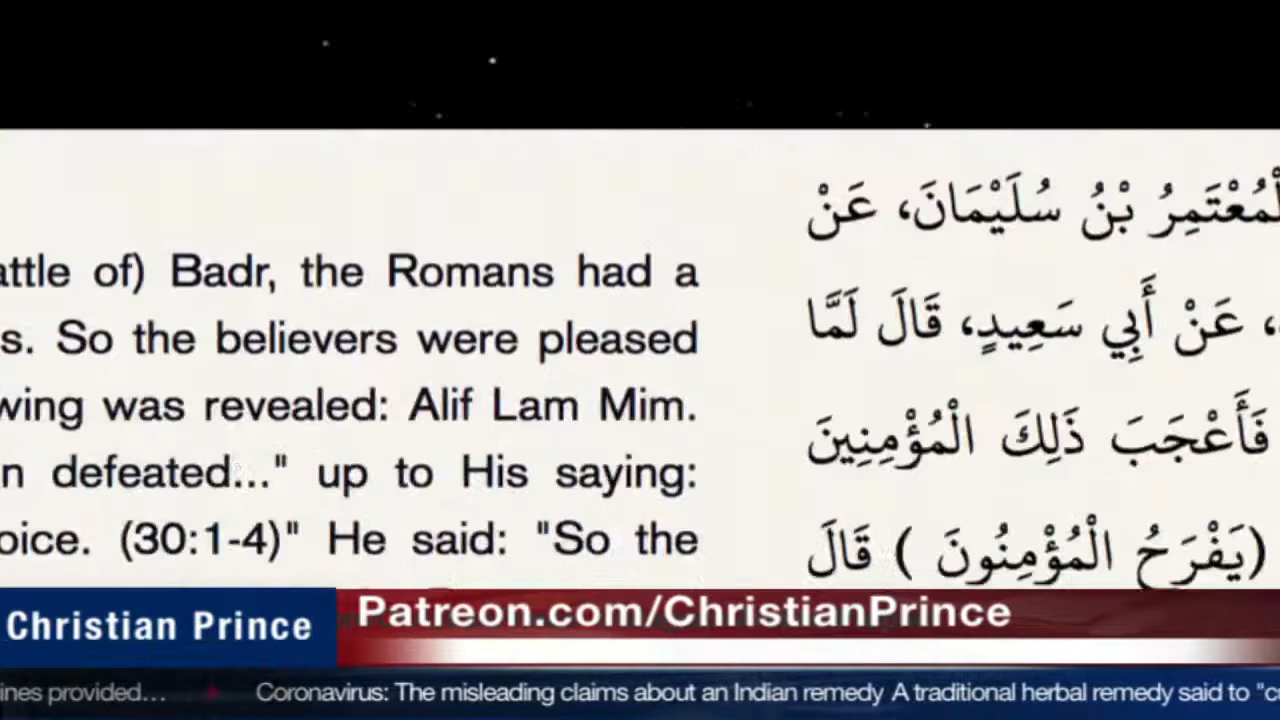 attle of) Badr, the Romans had a
s. So the believers were pleased
wing was revealed: Alif Lam Mim.
n defeated..." up to His saying:
oice. (30:1-4)" He said: "So the
لْمُعْتَمِرُ بْنُ سُلَيْمَانَ، عَنْ
، عَنْ أَبِي سَعِيدٍ، قَالَ لَمَّا
فَأَعْجَبَ ذَلِكَ الْمُؤْمِنِينَ
(يَفْرَحُ الْمُؤْمِنُونَ ) قَالَ
Christian Prince
Patreon.com/ChristianPrince
ines provided... Coronavirus: The misleading claims about an Indian remedy A traditional herbal remedy said to "c